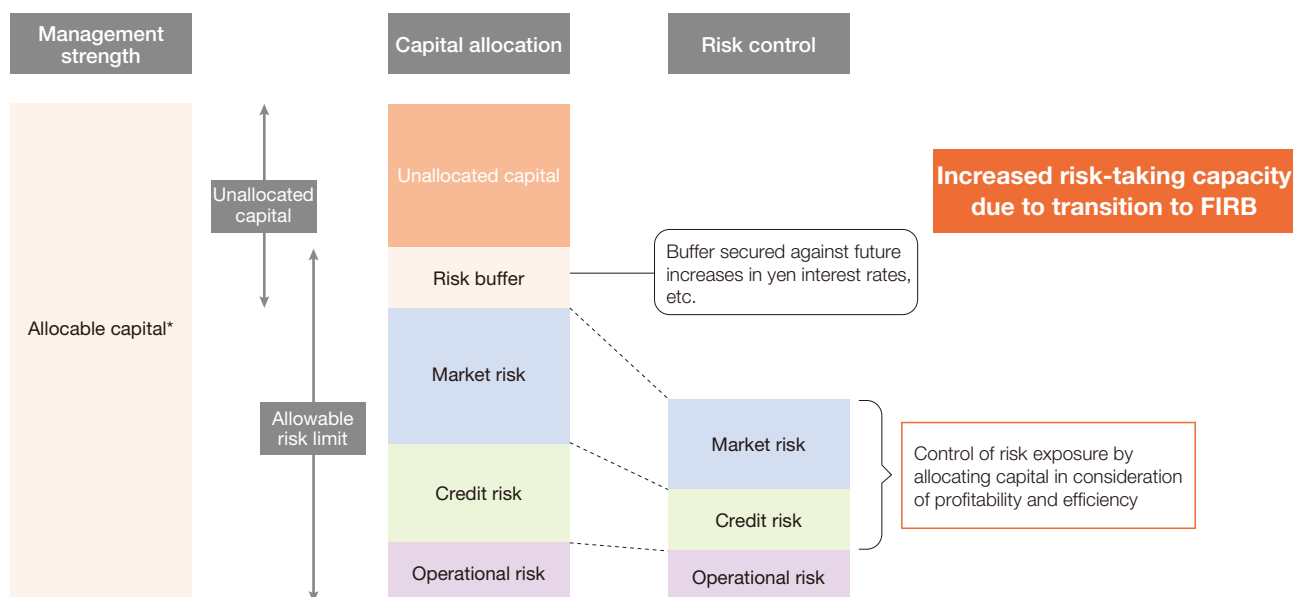 Management
strength
Capital allocation
Risk control
Allocable capital*
Unallocated
capital
Allowable
risk limit
Unallocated capital
Risk buffer
Market risk
Credit risk
Operational risk
Buffer secured against future
increases in yen interest rates,
etc.
Market risk
Credit risk
Operational risk
Increased risk-taking capacity
due to transition to FIRB
Control of risk exposure by
allocating capital in consideration
of profitability and efficiency